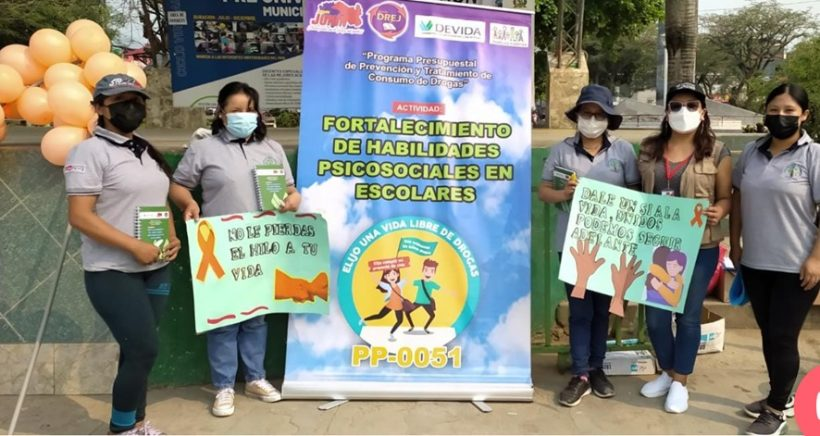 MUNICI
DREJ
DEVIDA
"Programa Presupuestal
de Prevención y Tratamiento de
Consumo de Drogas"
ACTIVIDAD:
FORTALECIMIENTO
DE HABILIDADES
PSICOSOCIALES EN
ESCOLARES
ELIJO UNA VIDA LIBRE DE DROGAS
PP-0051
NO LE PIERDAS
EL HILO A TU
VIDA
DALE UN SI A LA
VIDA, UNIDOS
PODEMOS SEGUIR
ADELANTE